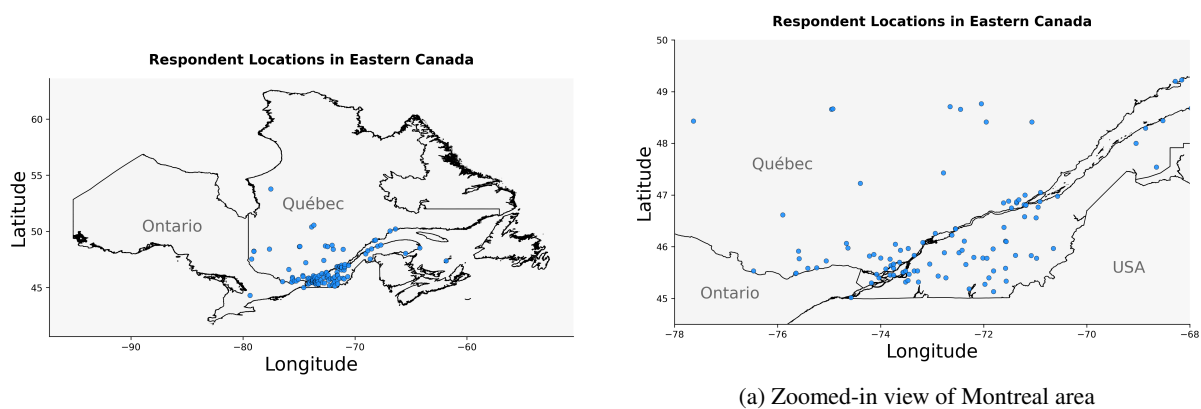 Respondent Locations in Eastern Canada
60
55
50
45
Latitude
Ontario
Québec
−90
−80
−70
−60
Longitude
Respondent Locations in Eastern Canada
50
49
48
47
46
45
Latitude
Québec
Ontario
USA
−78
−76
−74
−72
−70
−68
Longitude
(a) Zoomed-in view of Montreal area